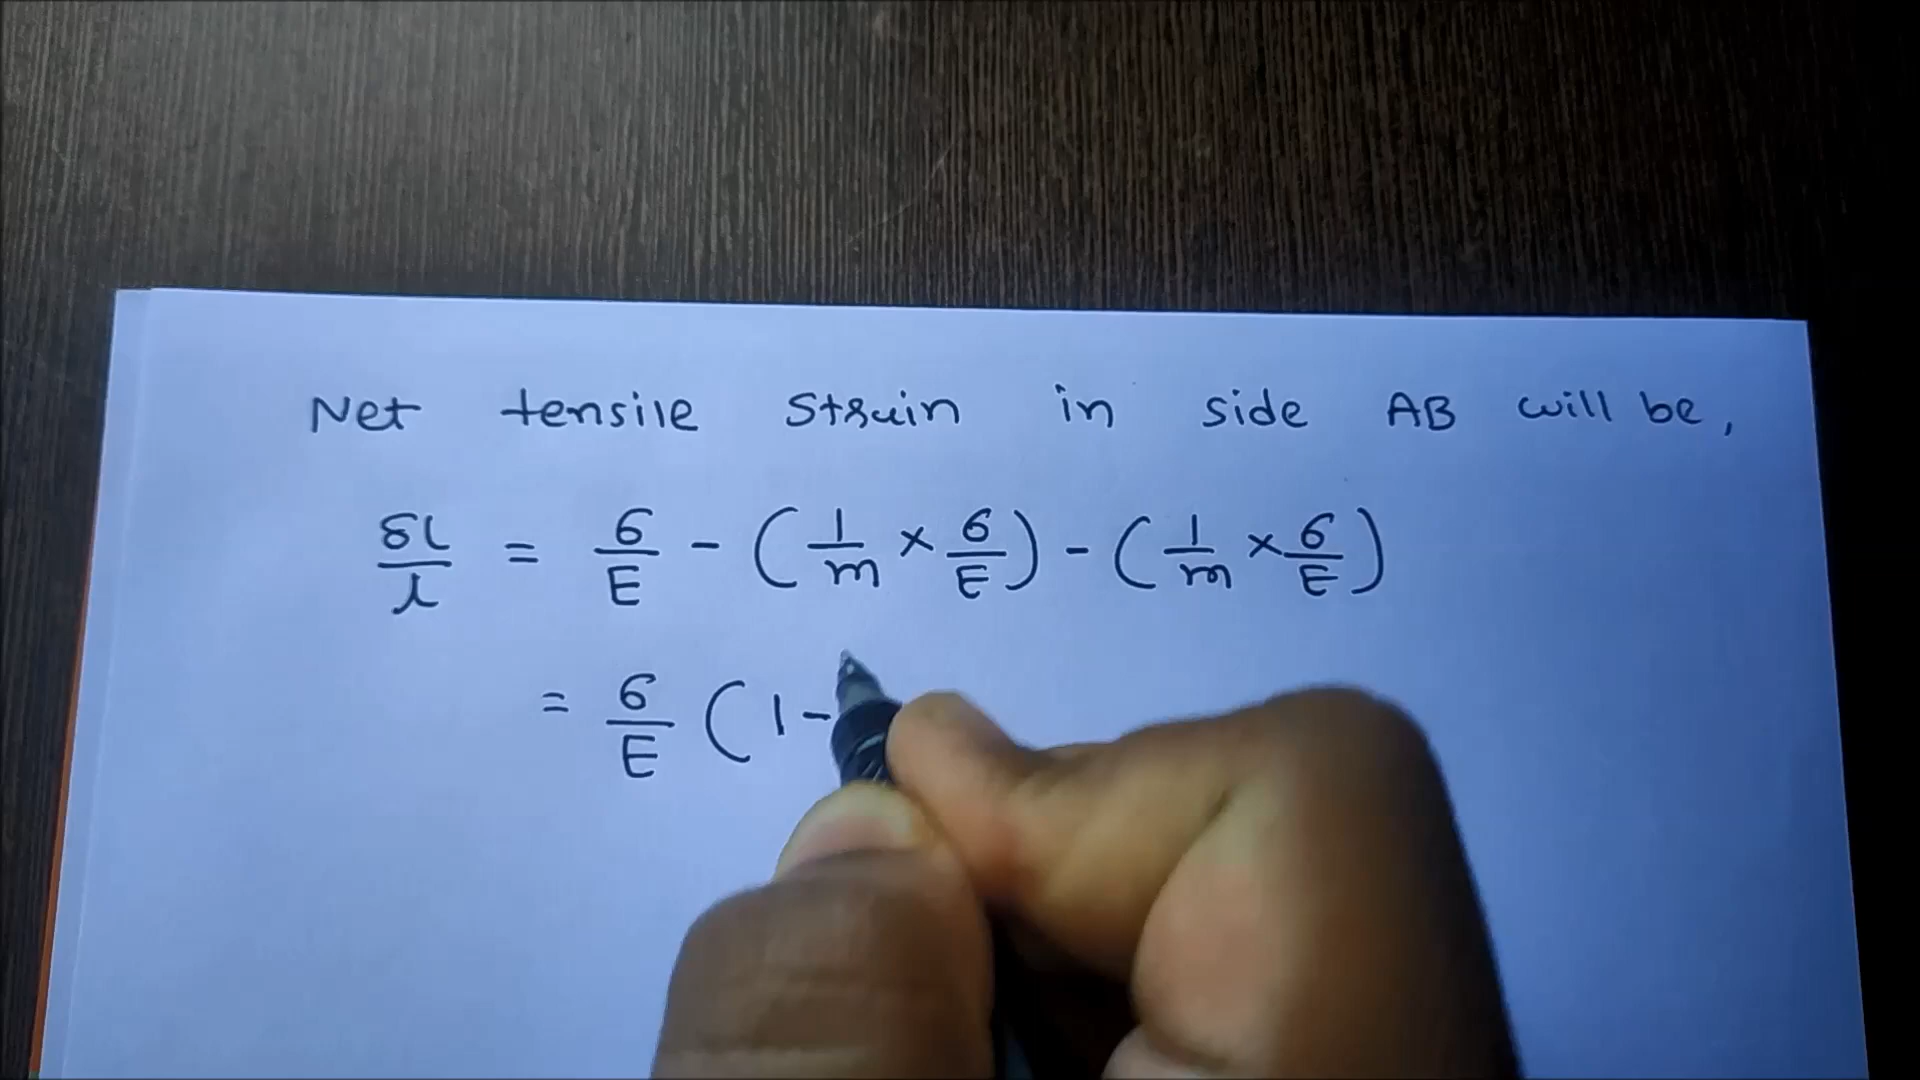 Net tensile strain in side AB will be,
δl/l = σ/E - (1/m × σ/E) - (1/m × σ/E)
= σ/E (1 -